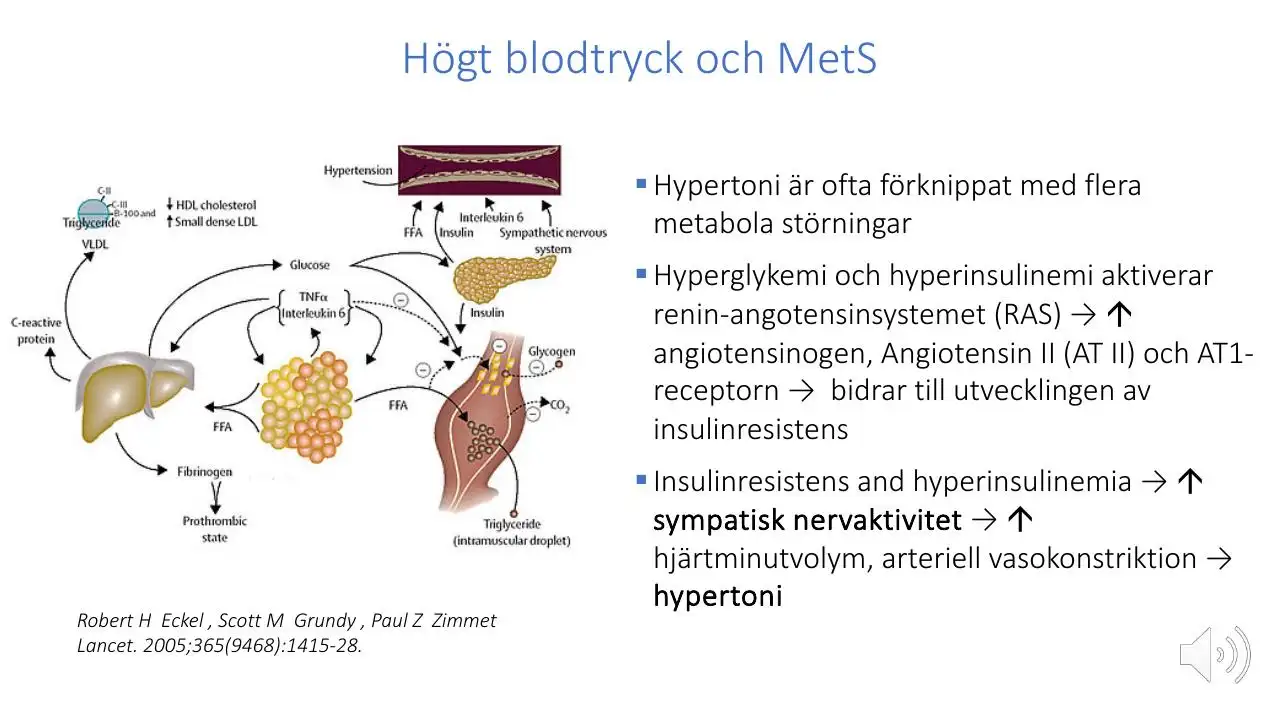 Högt blodtryck och MetS
Hypertension
C-II
C-III
B-100 and
Triglyceride
VLDL
↓ HDL cholesterol
↑ Small dense LDL
FFA
Insulin
Interleukin 6
Sympathetic nervous
system
Glucose
TNFα
Interleukin 6
Insulin
C-reactive
protein
Glycogen
CO2
FFA
FFA
Fibrinogen
Prothrombic
state
Triglyceride
(intramuscular droplet)
Robert H Eckel , Scott M Grundy , Paul Z Zimmet
Lancet. 2005;365(9468):1415-28.
▪ Hypertoni är ofta förknippat med flera
metabola störningar
▪ Hyperglykemi och hyperinsulinemi aktiverar
renin-angotensinsystemet (RAS) → ↑
angiotensinogen, Angiotensin II (AT II) och AT1-
receptorn → bidrar till utvecklingen av
insulinresistens
▪ Insulinresistens and hyperinsulinemia → ↑
sympatisk nervaktivitet → ↑
hjärtminutvolym, arteriell vasokonstriktion →
hypertoni